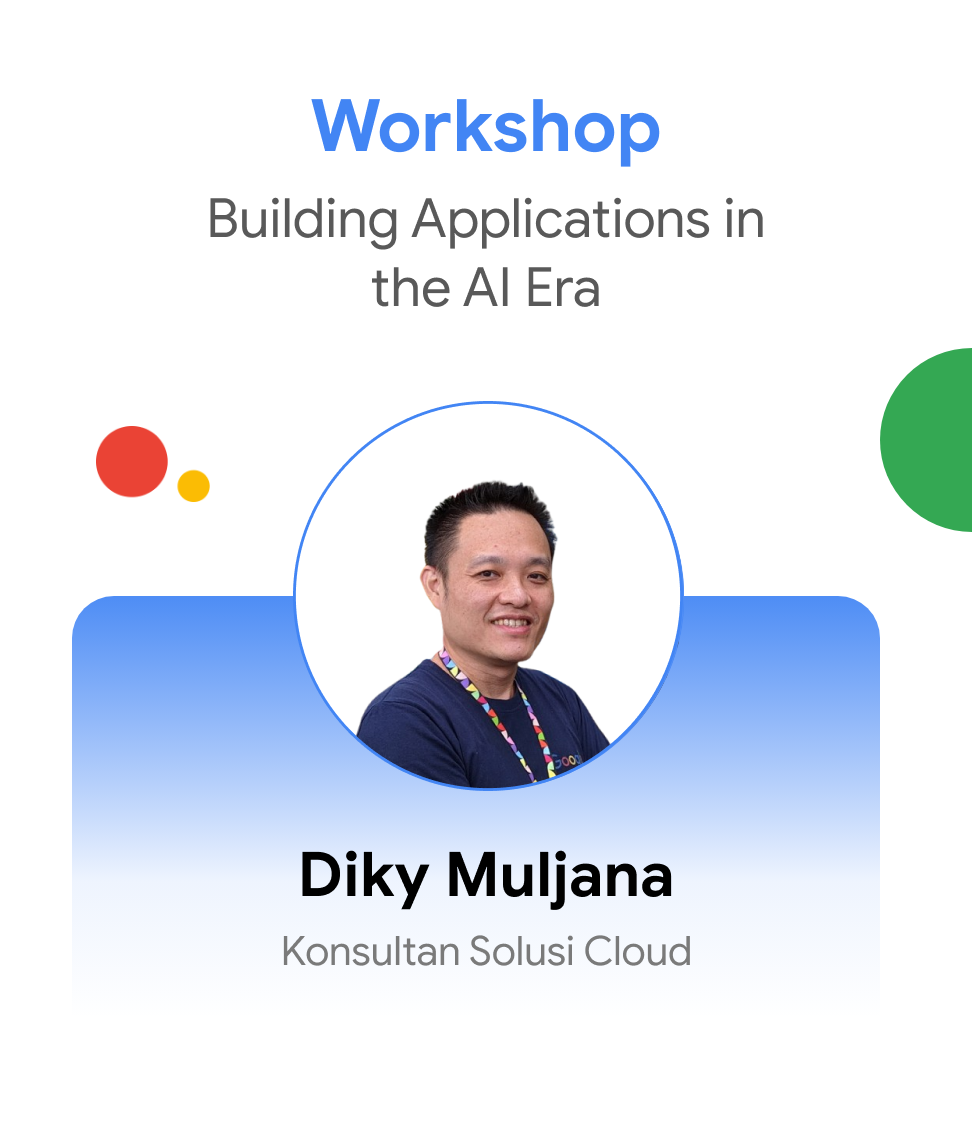 Workshop
Building Applications in
the AI Era
Diky Muljana
Konsultan Solusi Cloud